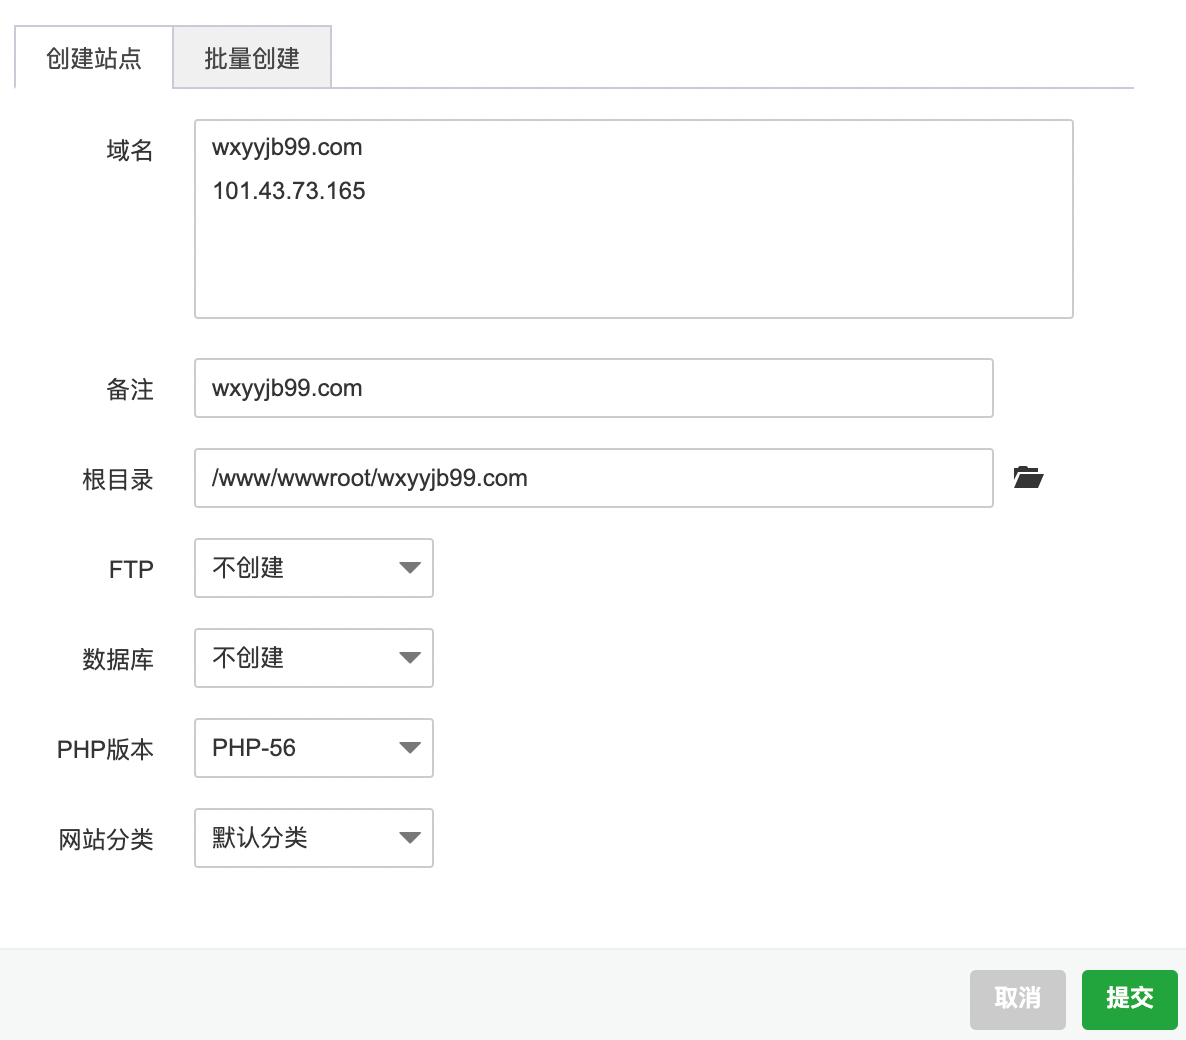 创建站点
批量创建
域名
wxyyjb99.com
101.43.73.165
备注
wxyyjb99.com
根目录
/www/wwwroot/wxyyjb99.com
FTP
不创建
数据库
不创建
PHP版本
PHP-56
网站分类
默认分类
取消
提交